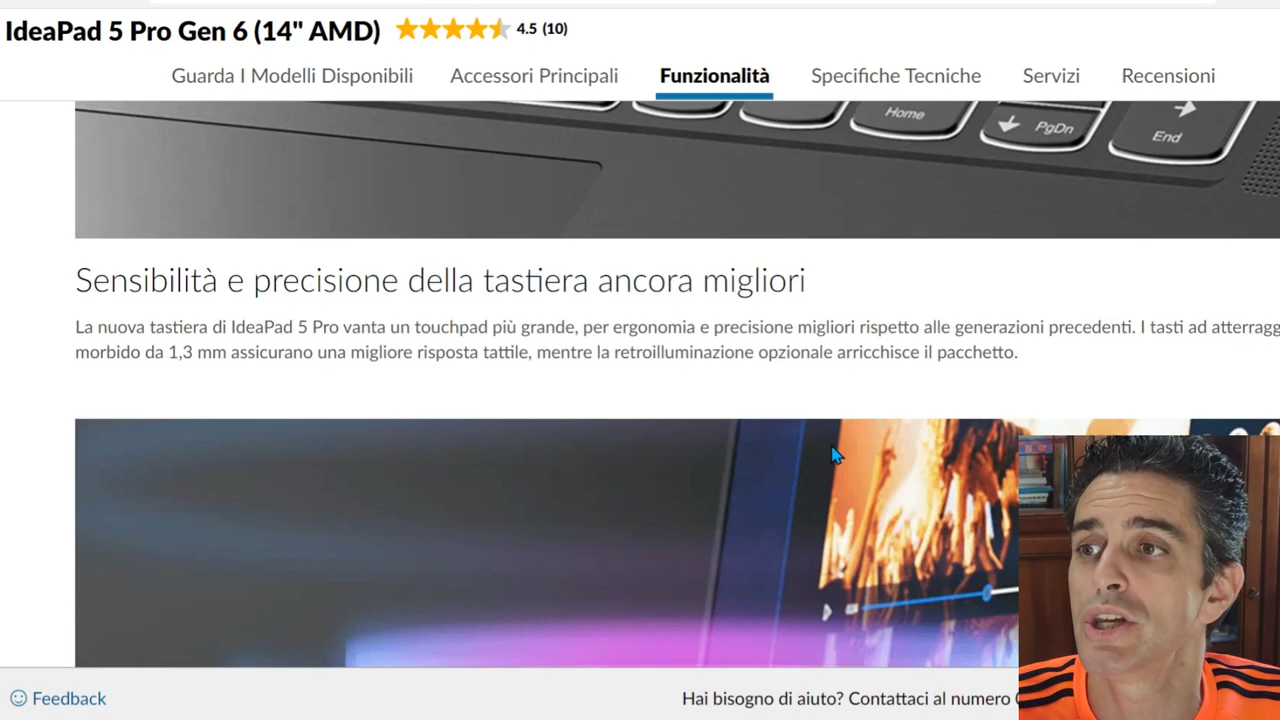 IdeaPad 5 Pro Gen 6 (14" AMD) 4.5 (10)
Guarda I Modelli Disponibili Accessori Principali Funzionalità Specifiche Tecniche Servizi Recensioni
Home
PgDn
End
Sensibilità e precisione della tastiera ancora migliori
La nuova tastiera di IdeaPad 5 Pro vanta un touchpad più grande, per ergonomia e precisione migliori rispetto alle generazioni precedenti. I tasti ad atterragg
morbido da 1,3 mm assicurano una migliore risposta tattile, mentre la retroilluminazione opzionale arricchisce il pacchetto.
Feedback
Hai bisogno di aiuto? Contattaci al numero